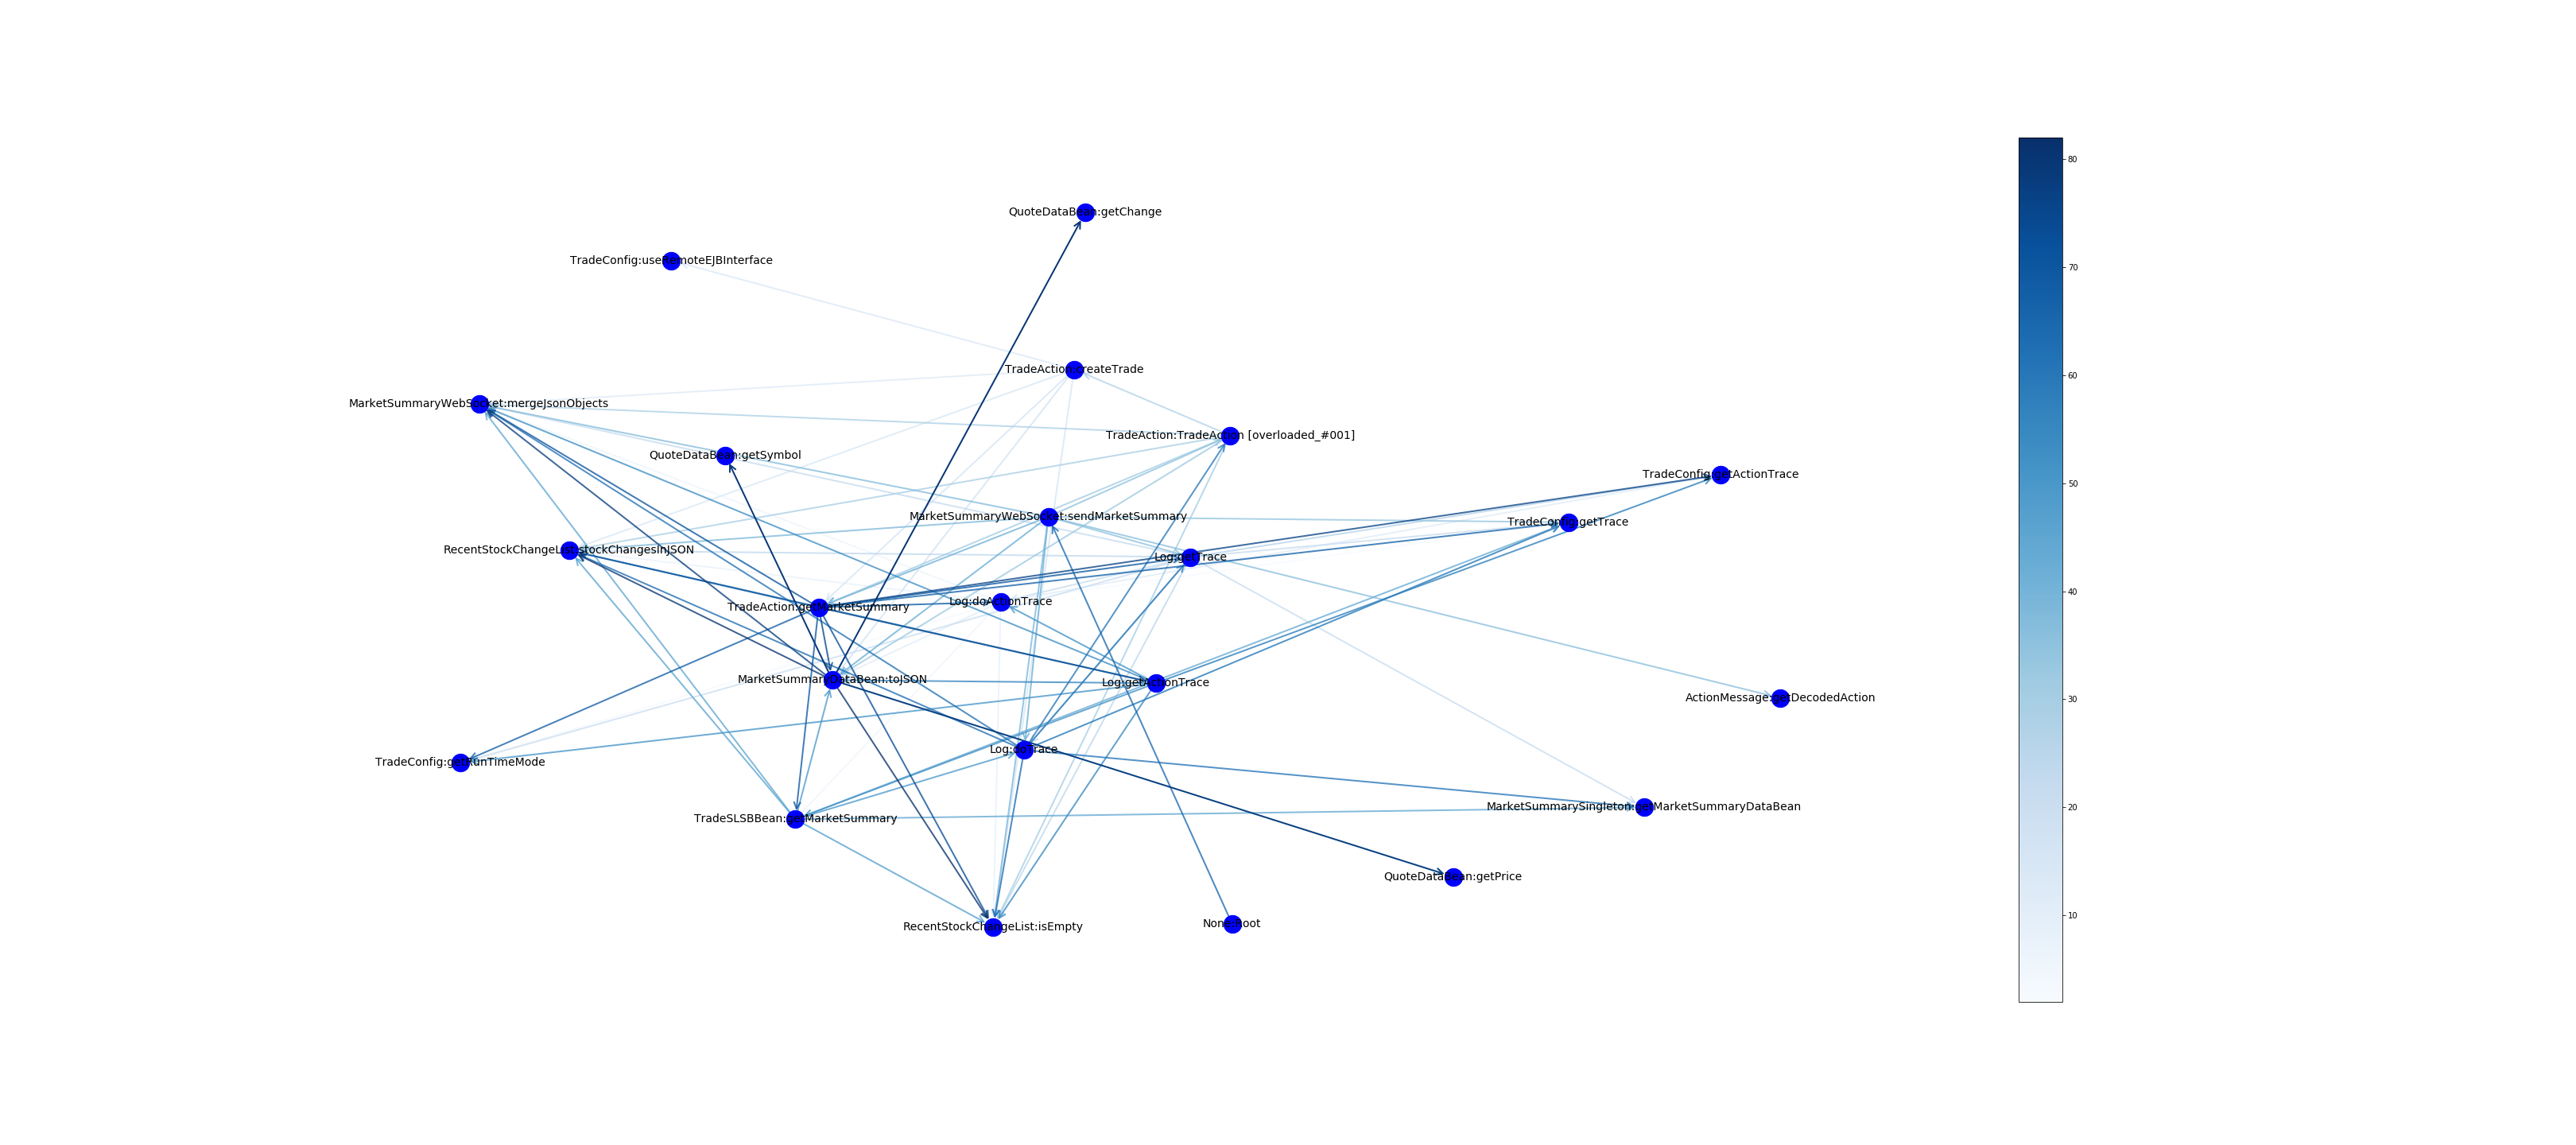 80
QuoteDataBean:getChange
TradeConfig:useRemoteEJBInterface
70
TradeAction:createTrade
60
MarketSummaryWebSocket:mergeJsonObjects
TradeAction:TradeAction [overloaded_#001]
QuoteDataBean:getSymbol
TradeConfig:getActionTrace
50
MarketSummaryWebSocket:sendMarketSummary
TradeConfig:getTrace
RecentStockChangeList:stockChangesInJSON
Log:getTrace
40
Log:doActionTrace
TradeAction:getMarketSummary
MarketSummaryDataBean:toJSON
Log:getActionTrace
ActionMessage:getDecodedAction
30
Log:doTrace
TradeConfig:getRunTimeMode
20
MarketSummarySingleton:getMarketSummaryDataBean
TradeSLSBBean:getMarketSummary
QuoteDataBean:getPrice
10
None:Root
RecentStockChangeList:isEmpty